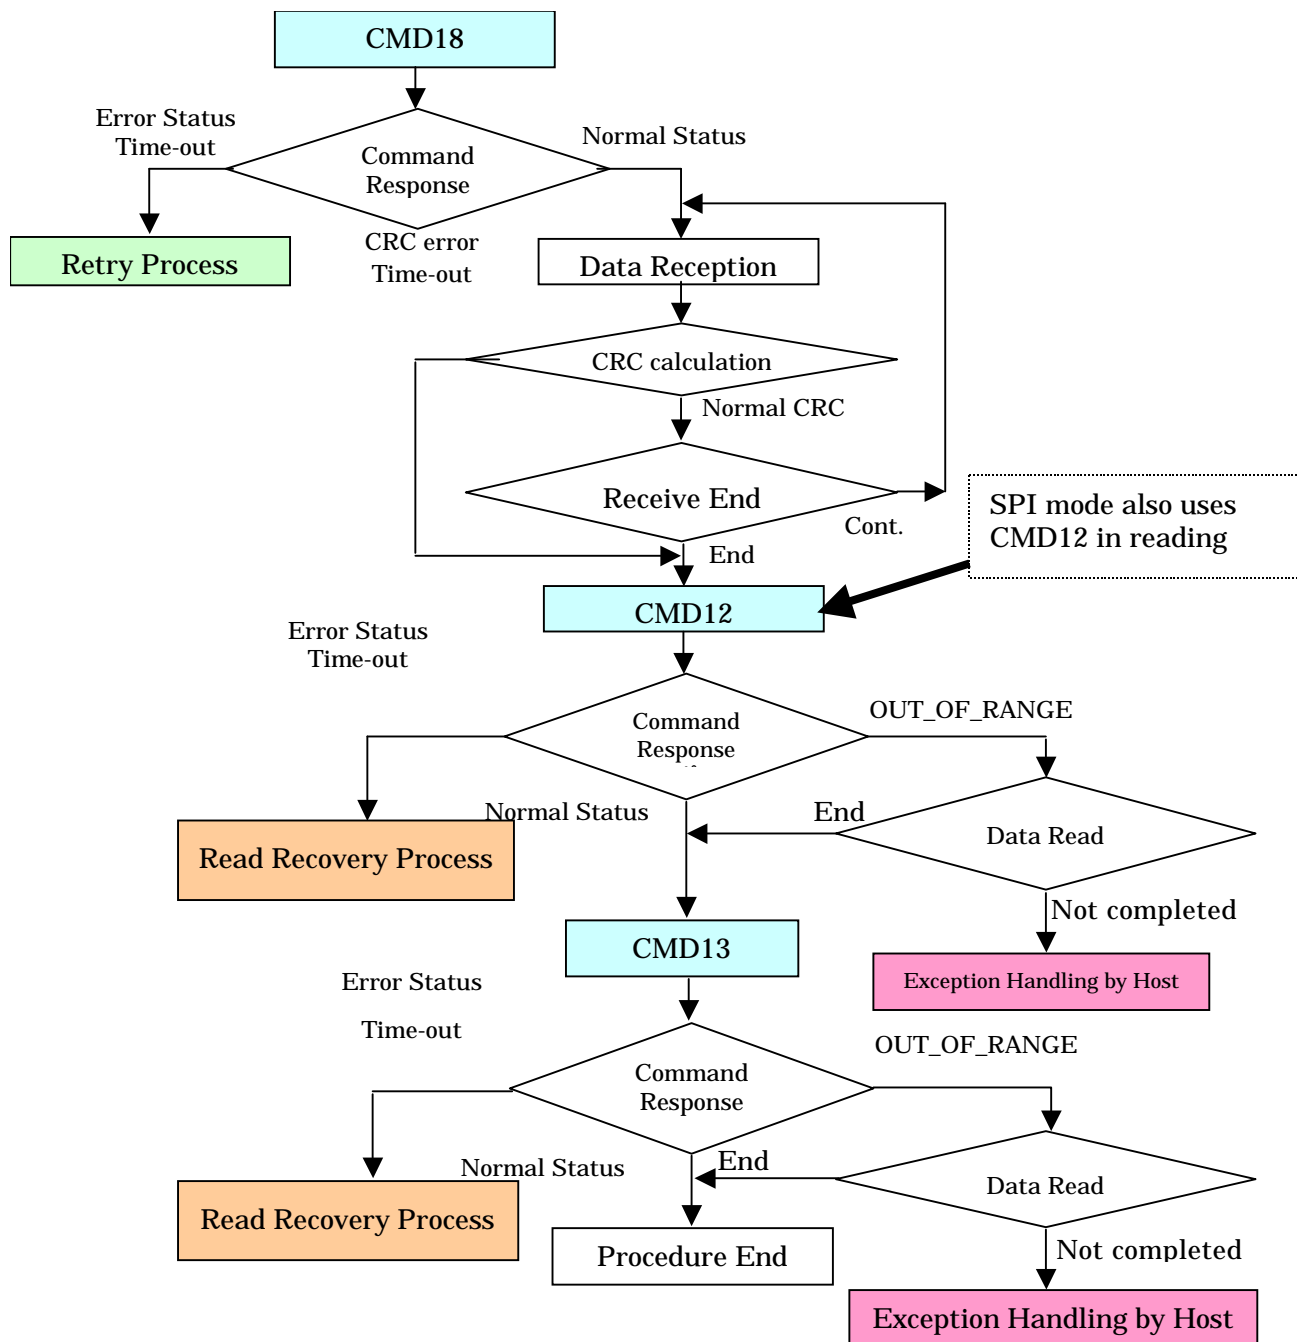 CMD18
Error Status
Time-out
Normal Status
Command
Response
Retry Process
CRC error
Time-out
Data Reception
CRC calculation
Normal CRC
Receive End
Cont.
End
SPI mode also uses
CMD12 in reading
CMD12
Error Status
Time-out
Command
Response
OUT_OF_RANGE
Normal Status
End
Data Read
Read Recovery Process
Not completed
CMD13
Exception Handling by Host
Error Status
Time-out
Command
Response
OUT_OF_RANGE
Normal Status
End
Data Read
Read Recovery Process
Procedure End
Not completed
Exception Handling by Host